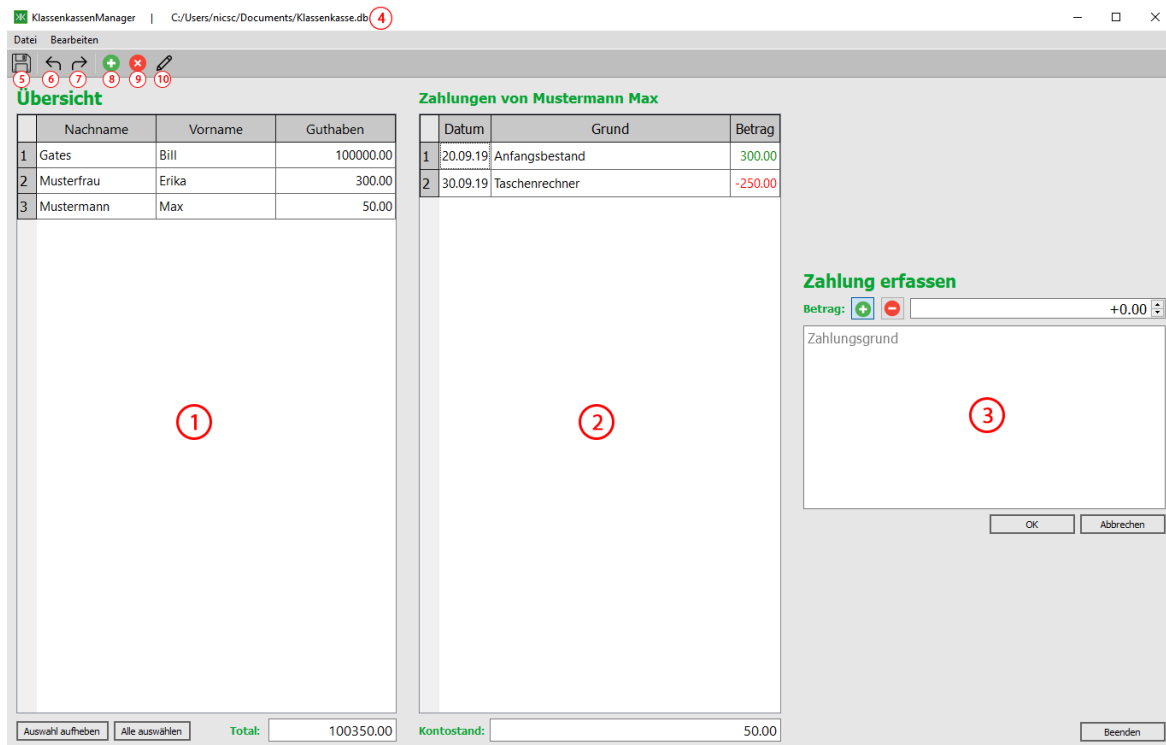 KlassenkassenManager | C:/Users/nicsc/Documents/Klassenkasse.db 4
Datei Bearbeiten
5 6 7 8 9 10
Übersicht
Nachname Vorname Guthaben
1 Gates Bill 100000.00
2 Musterfrau Erika 300.00
3 Mustermann Max 50.00
1
Auswahl aufheben Alle auswählen Total: 100350.00
Zahlungen von Mustermann Max
Datum Grund Betrag
1 20.09.19 Anfangsbestand 300.00
2 30.09.19 Taschenrechner -250.00
2
Kontostand: 50.00
Zahlung erfassen
Betrag: +0.00
Zahlungsgrund
3
OK Abbrechen
Beenden